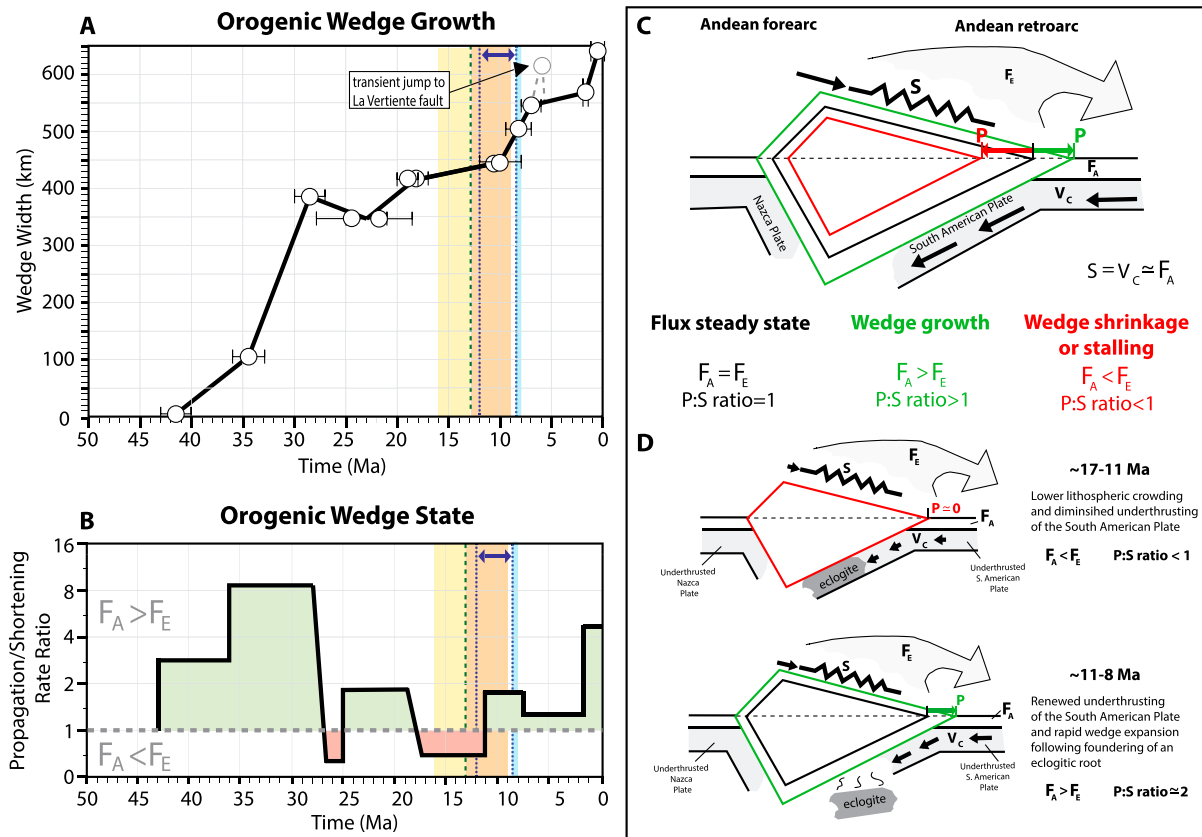 A
Orogenic Wedge Growth
Wedge Width (km)
600
500
400
300
200
100
0
transient jump to
La Vertiente fault
50
45
40
35
30
25
20
15
10
5
0
Time (Ma)
B
Orogenic Wedge State
Propagation/Shortening
Rate Ratio
16
8
4
2
1
0
F_A>F_E
F_A<F_E
50
45
40
35
30
25
20
15
10
5
0
Time (Ma)
C
Andean forearc
Andean retroarc
F_E
S
P
P
F_A
V_C
Nazca Plate
South American Plate
S = V_C ≃ F_A
Flux steady state
F_A = F_E
P:S ratio=1
Wedge growth
F_A > F_E
P:S ratio>1
Wedge shrinkage
or stalling
F_A < F_E
P:S ratio<1
D
F_E
S
P ≃ 0
F_A
V_C
eclogite
Underthrusted
Nazca
Plate
Underthrusted
S. American
Plate
~17-11 Ma
Lower lithospheric crowding
and diminsihed underthrusting
of the South American Plate
F_A < F_E P:S ratio < 1
F_E
S
P
F_A
V_C
eclogite
Underthrusted
Nazca
Plate
Underthrusted
S. American
Plate
~11-8 Ma
Renewed underthrusting
of the South American Plate
and rapid wedge expansion
following foundering of an
eclogitic root
F_A > F_E P:S ratio≃2